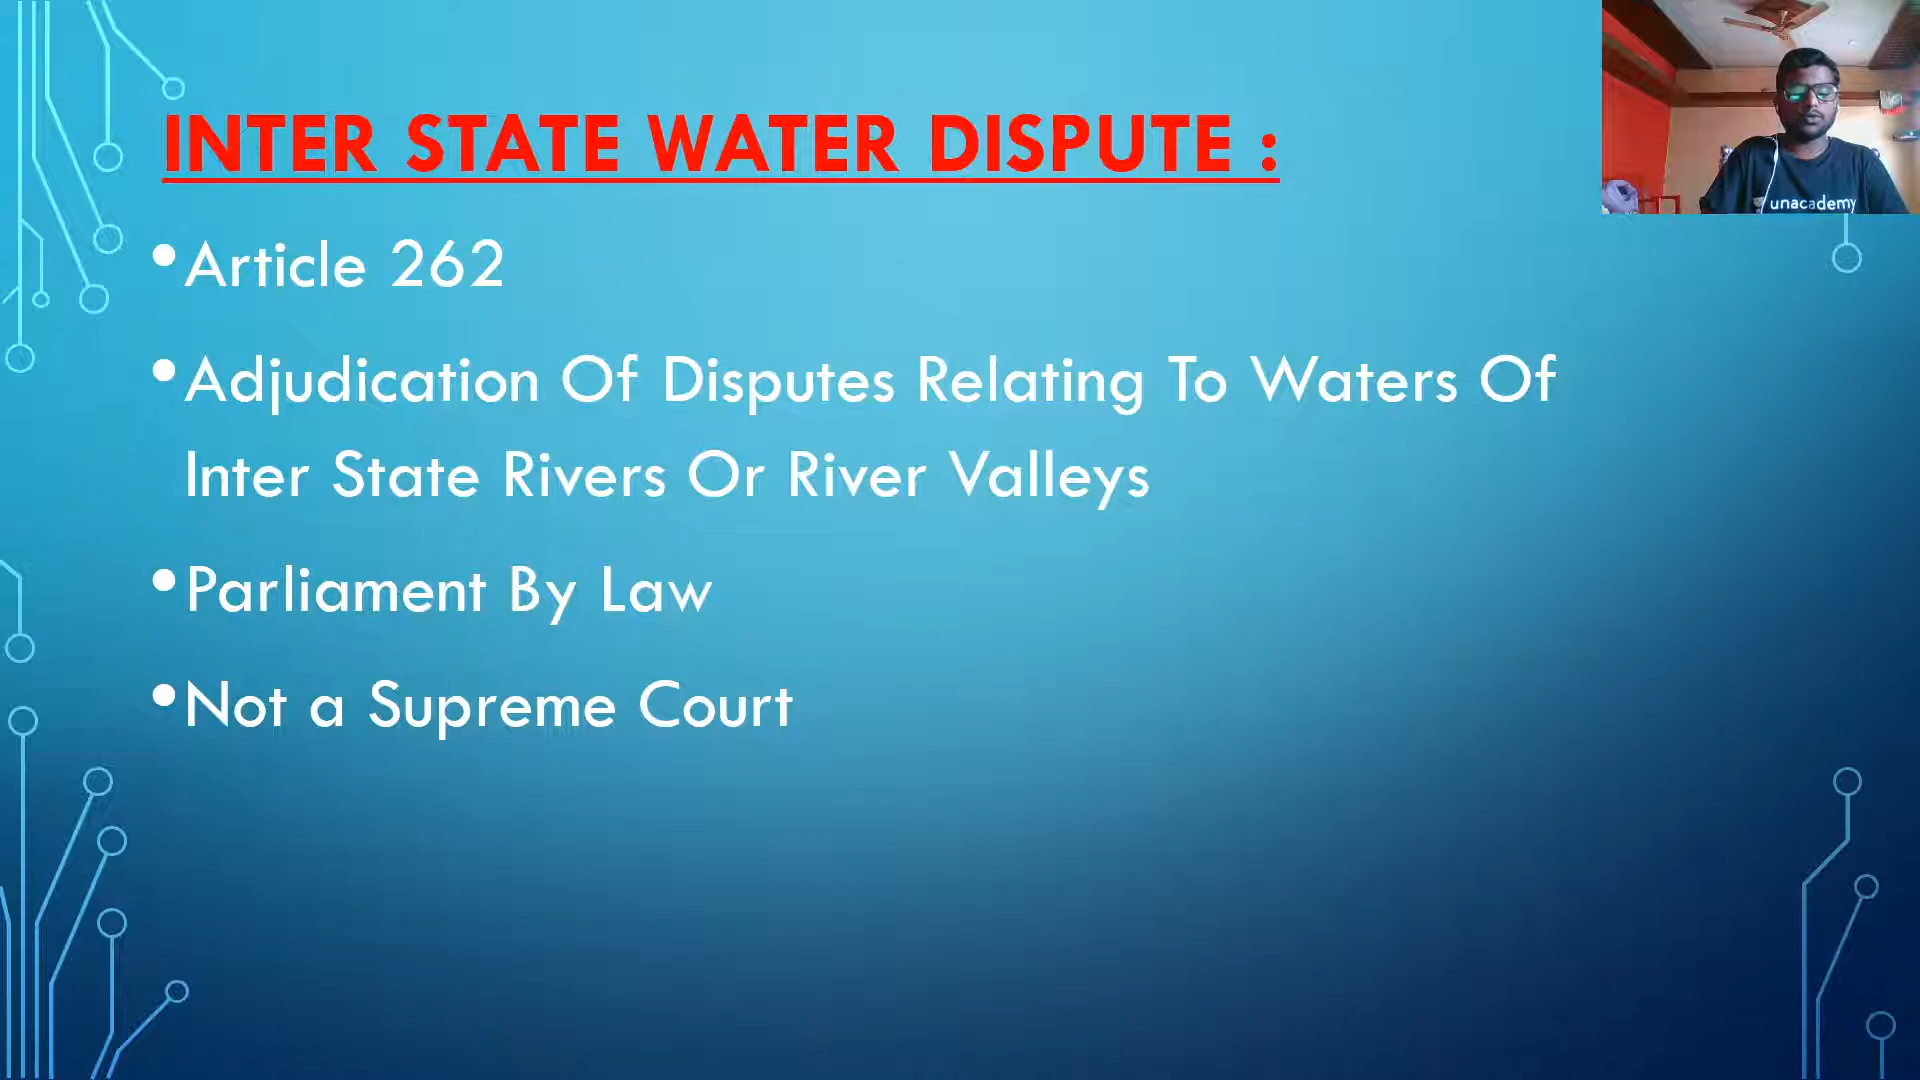 INTER STATE WATER DISPUTE :
•Article 262
•Adjudication Of Disputes Relating To Waters Of
Inter State Rivers Or River Valleys
•Parliament By Law
•Not a Supreme Court
unacademy